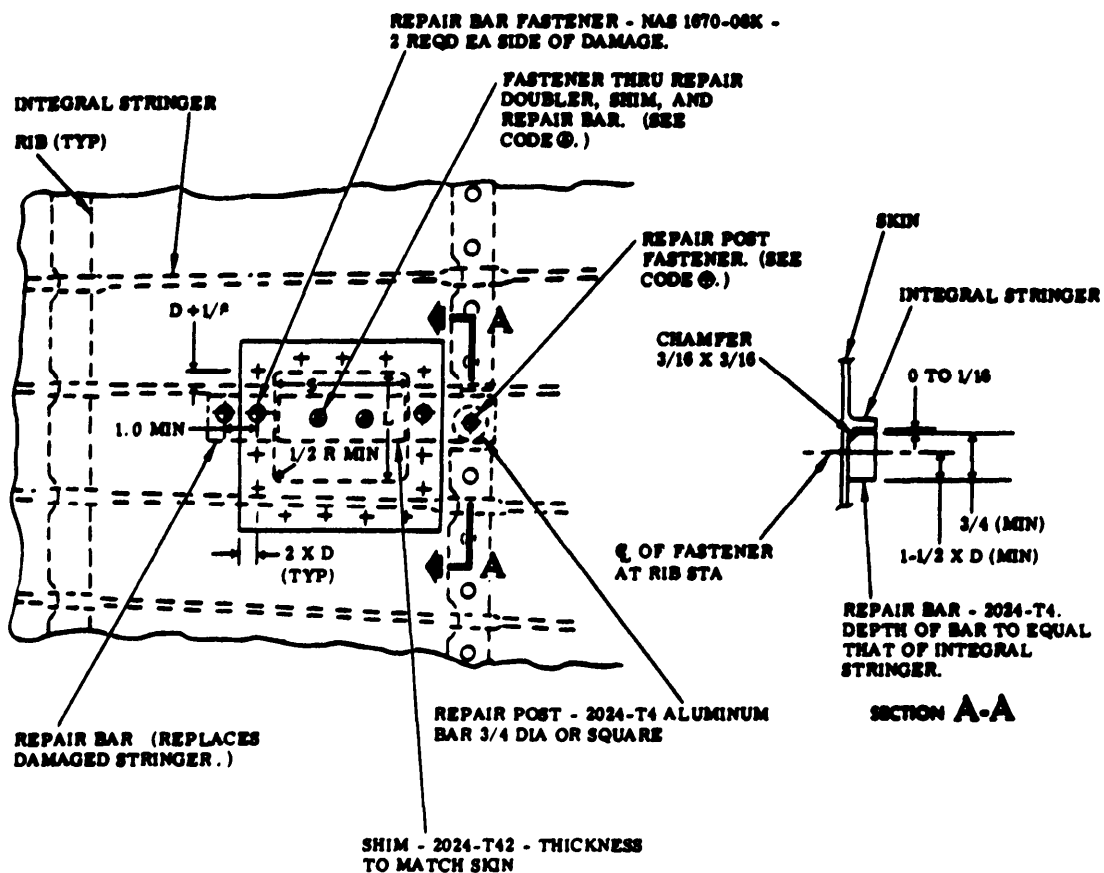 REPAIR BAR FASTENER - NAS 1670-08K -
2 REQD EA SIDE OF DAMAGE.
FASTENER THRU REPAIR
DOUBLER, SHIM, AND
REPAIR BAR. (SEE
CODE .)
INTEGRAL STRINGER
RIB (TYP)
REPAIR POST
FASTENER. (SEE
CODE .)
SKIN
INTEGRAL STRINGER
CHAMFER
3/16 X 3/16
0 TO 1/16
A
L
1.0 MIN
1/2 R MIN
2 X D
(TYP)
A
℄ OF FASTENER
AT RIB STA
3/4 (MIN)
1-1/2 X D (MIN)
REPAIR BAR - 2024-T4.
DEPTH OF BAR TO EQUAL
THAT OF INTEGRAL
STRINGER.
SECTION A-A
REPAIR POST - 2024-T4 ALUMINUM
BAR 3/4 DIA OR SQUARE
REPAIR BAR (REPLACES
DAMAGED STRINGER.)
SHIM - 2024-T42 - THICKNESS
TO MATCH SKIN